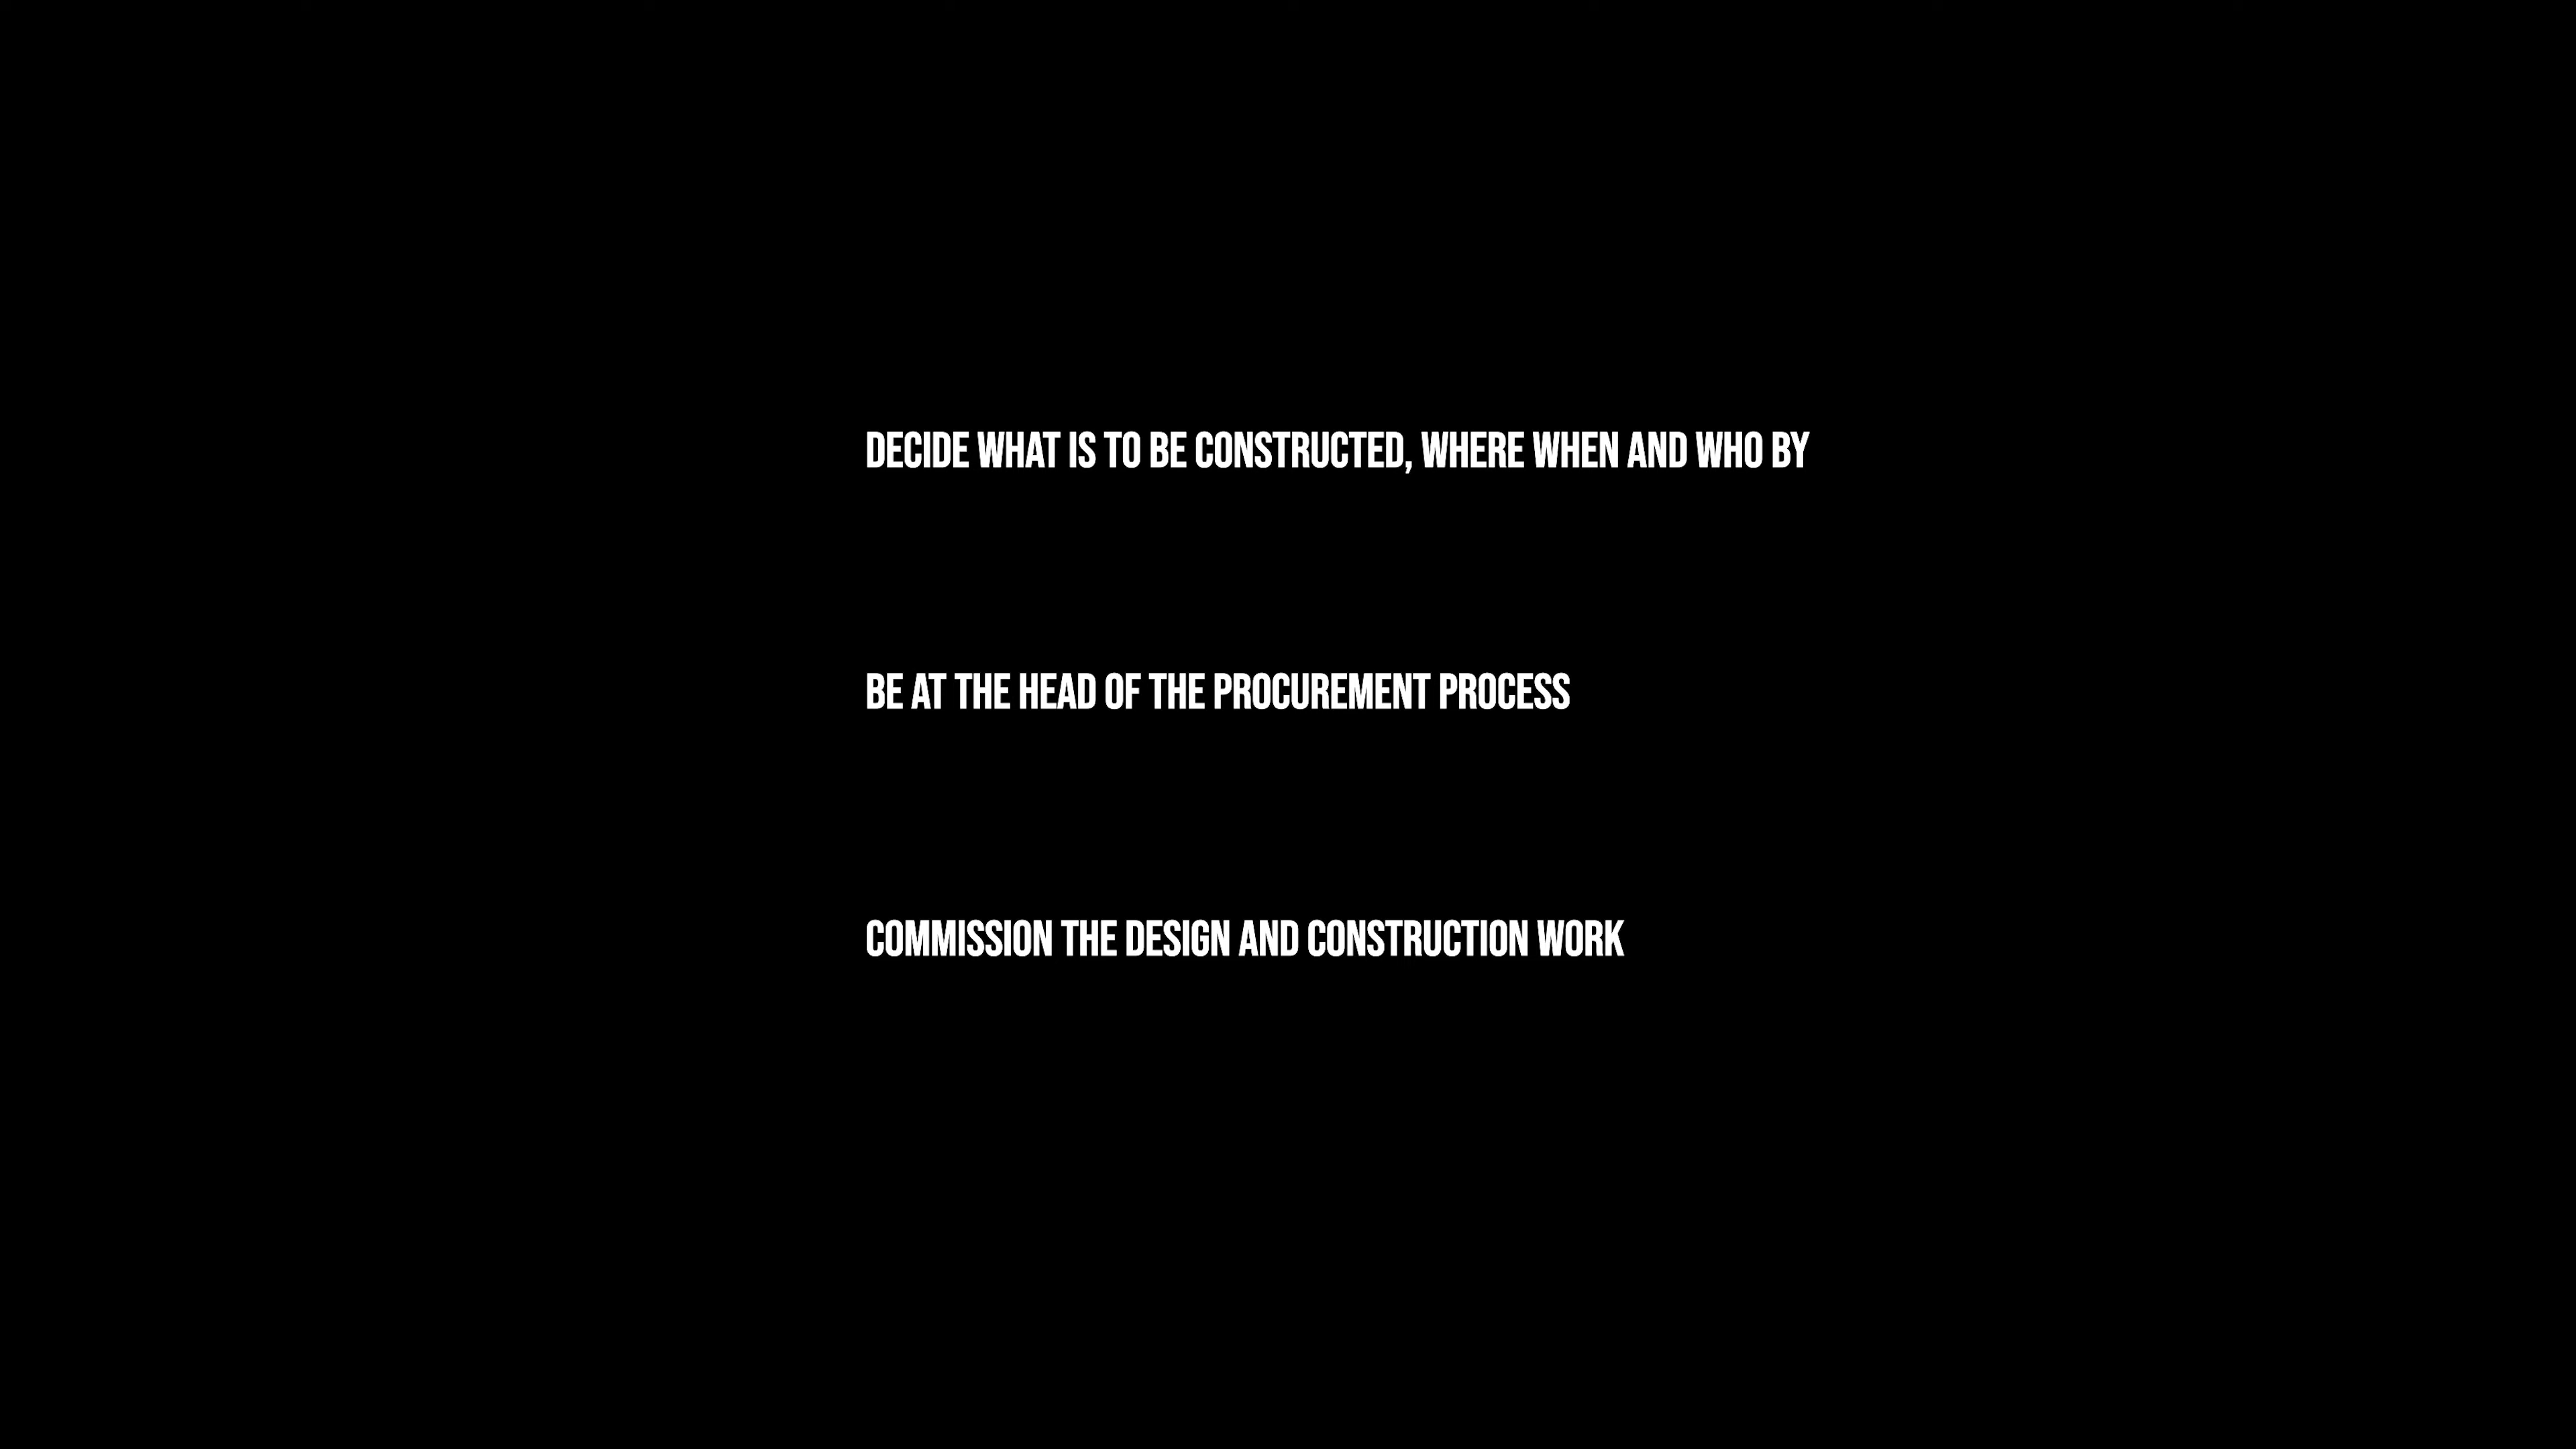 DECIDE WHAT IS TO BE CONSTRUCTED, WHERE WHEN AND WHO BY
BE AT THE HEAD OF THE PROCUREMENT PROCESS
COMMISSION THE DESIGN AND CONSTRUCTION WORK